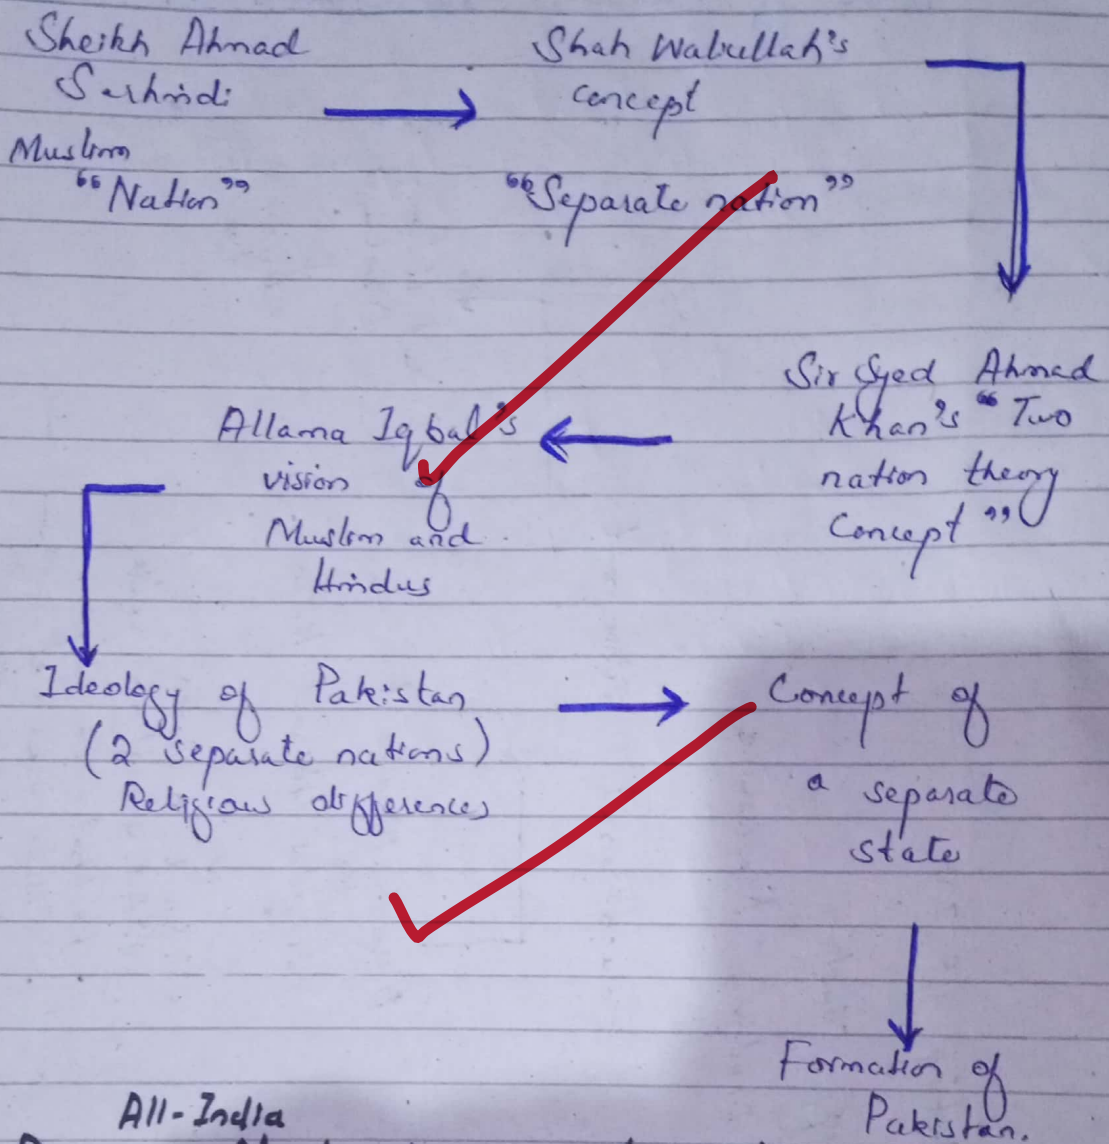 Sheikh Ahmad
Serhindi
Muslim
“Nation”
Shah Waliullah's
concept
“Separate nation”
Sir Syed Ahmad
Khan's “Two
nation theory
Concept”
Allama Iqbal's
vision of
Muslim and
Hindus
Ideology of Pakistan
(2 separate nations)
Religious differences
Concept of
a separate
state
Formation of
Pakistan.
All-India